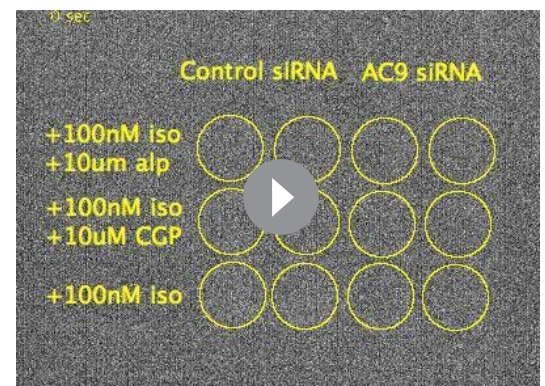 0 sec
Control siRNA AC9 siRNA
+100nM iso
+10um alp
+100nM iso
+10uM CGP
+100nM iso